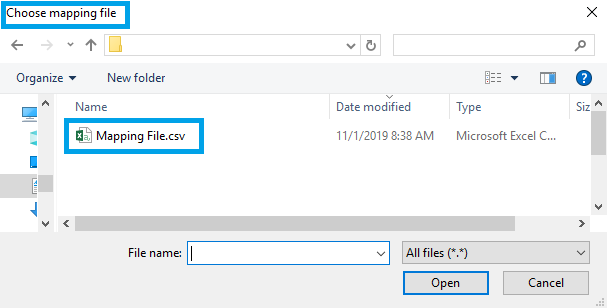 Choose mapping file
Organize New folder ?
Name Date modified Type Siz
Mapping File.csv 11/1/2019 8:38 AM Microsoft Excel C...
File name: All files (*.*)
Open Cancel